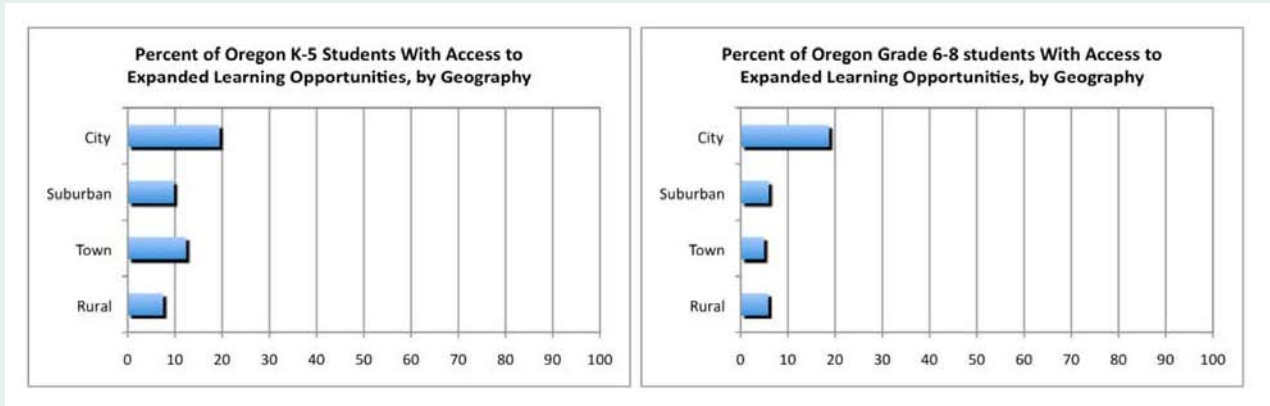 Percent of Oregon K-5 Students With Access to
Expanded Learning Opportunities, by Geography
City
Suburban
Town
Rural
0 10 20 30 40 50 60 70 80 90 100
Percent of Oregon Grade 6-8 students With Access to
Expanded Learning Opportunities, by Geography
City
Suburban
Town
Rural
0 10 20 30 40 50 60 70 80 90 100